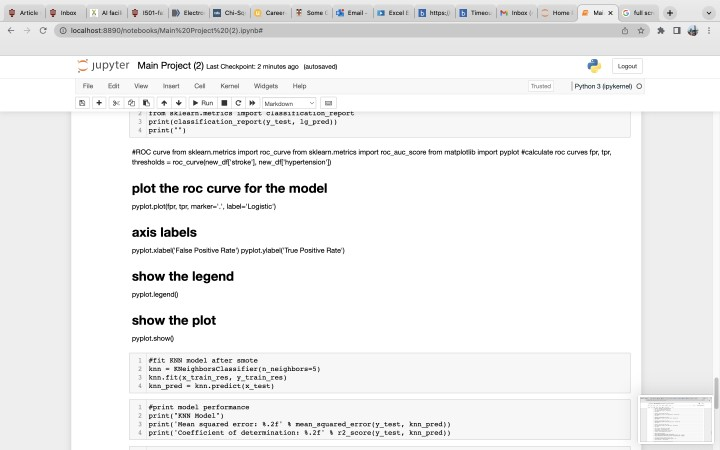 Article
Inbox
AI facili
I501-fa
Electro
Chi-Sq
Career
Some E
Email -
Excel E
https://
Timeou
Inbox (
Home
Mai
full scr
localhost:8890/notebooks/Main%20Project%20(2).ipynb#
jupyter Main Project (2) Last Checkpoint: 2 minutes ago (autosaved)
Logout
File Edit View Insert Cell Kernel Widgets Help
Trusted
Python 3 (ipykernel)
Run
Markdown
2 from sklearn.metrics import classification_report
3 print(classification_report(y_test, lg_pred))
4 print("")
#ROC curve from sklearn.metrics import roc_curve from sklearn.metrics import roc_auc_score from matplotlib import pyplot #calculate roc curves fpr, tpr,
thresholds = roc_curve(new_df['stroke'], new_df['hypertension'])
plot the roc curve for the model
pyplot.plot(fpr, tpr, marker='.', label='Logistic')
axis labels
pyplot.xlabel('False Positive Rate') pyplot.ylabel('True Positive Rate')
show the legend
pyplot.legend()
show the plot
pyplot.show()
1 #fit KNN model after smote
2 knn = KNeighborsClassifier(n_neighbors=5)
3 knn.fit(x_train_res, y_train_res)
4 knn_pred = knn.predict(x_test)
1 #print model performance
2 print("KNN Model")
3 print('Mean squared error: %.2f' % mean_squared_error(y_test, knn_pred))
4 print('Coefficient of determination: %.2f' % r2_score(y_test, knn_pred))